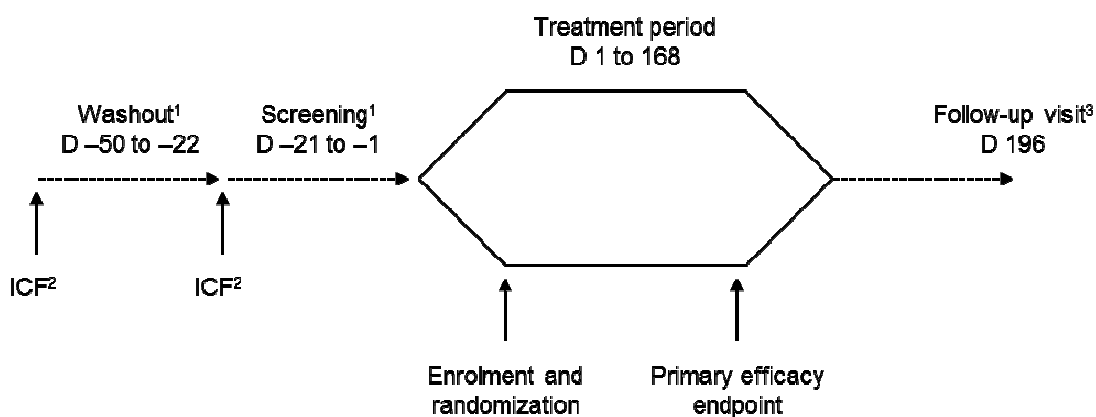 Treatment period
D 1 to 168
Washout¹
D –50 to –22
Screening¹
D –21 to –1
Follow-up visit³
D 196
ICF²
ICF²
Enrolment and
randomization
Primary efficacy
endpoint